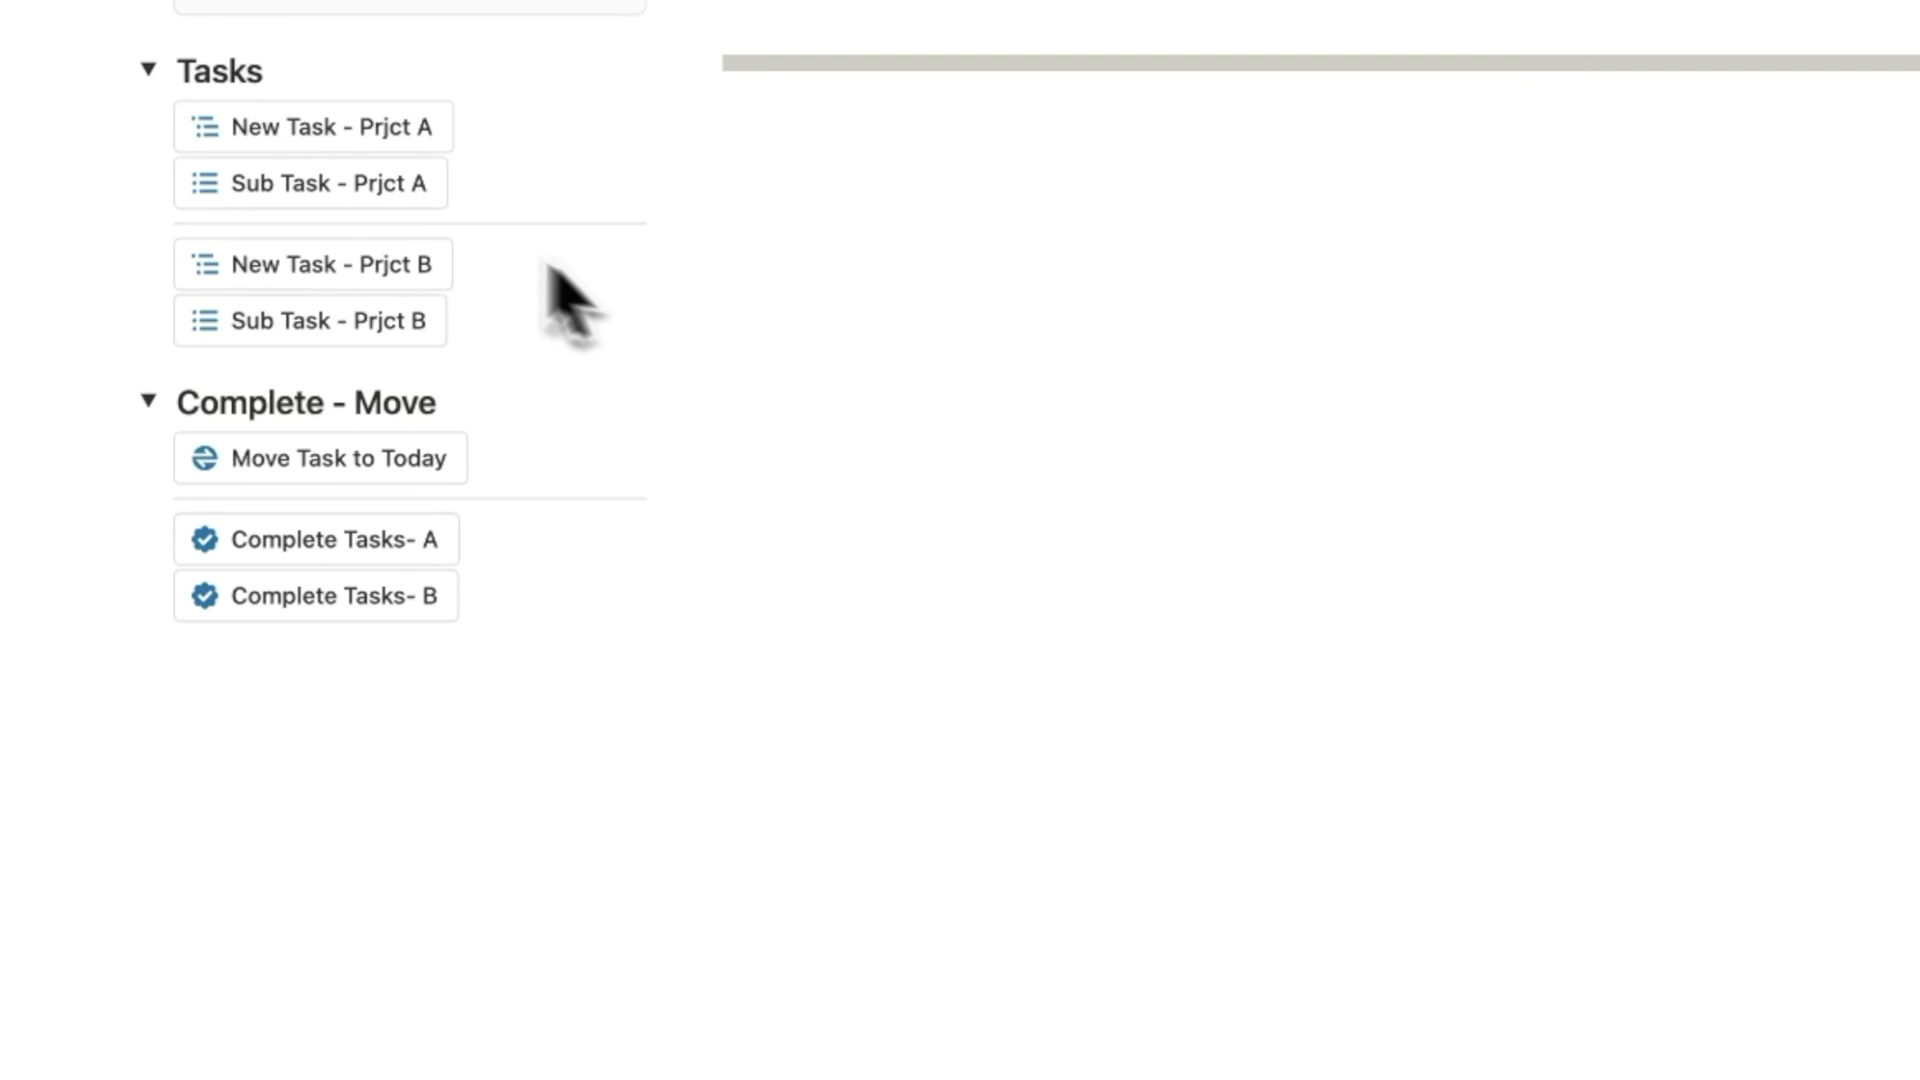 Tasks
New Task - Prjct A
Sub Task - Prjct A
New Task - Prjct B
Sub Task - Prjct B
Complete - Move
Move Task to Today
Complete Tasks- A
Complete Tasks- B